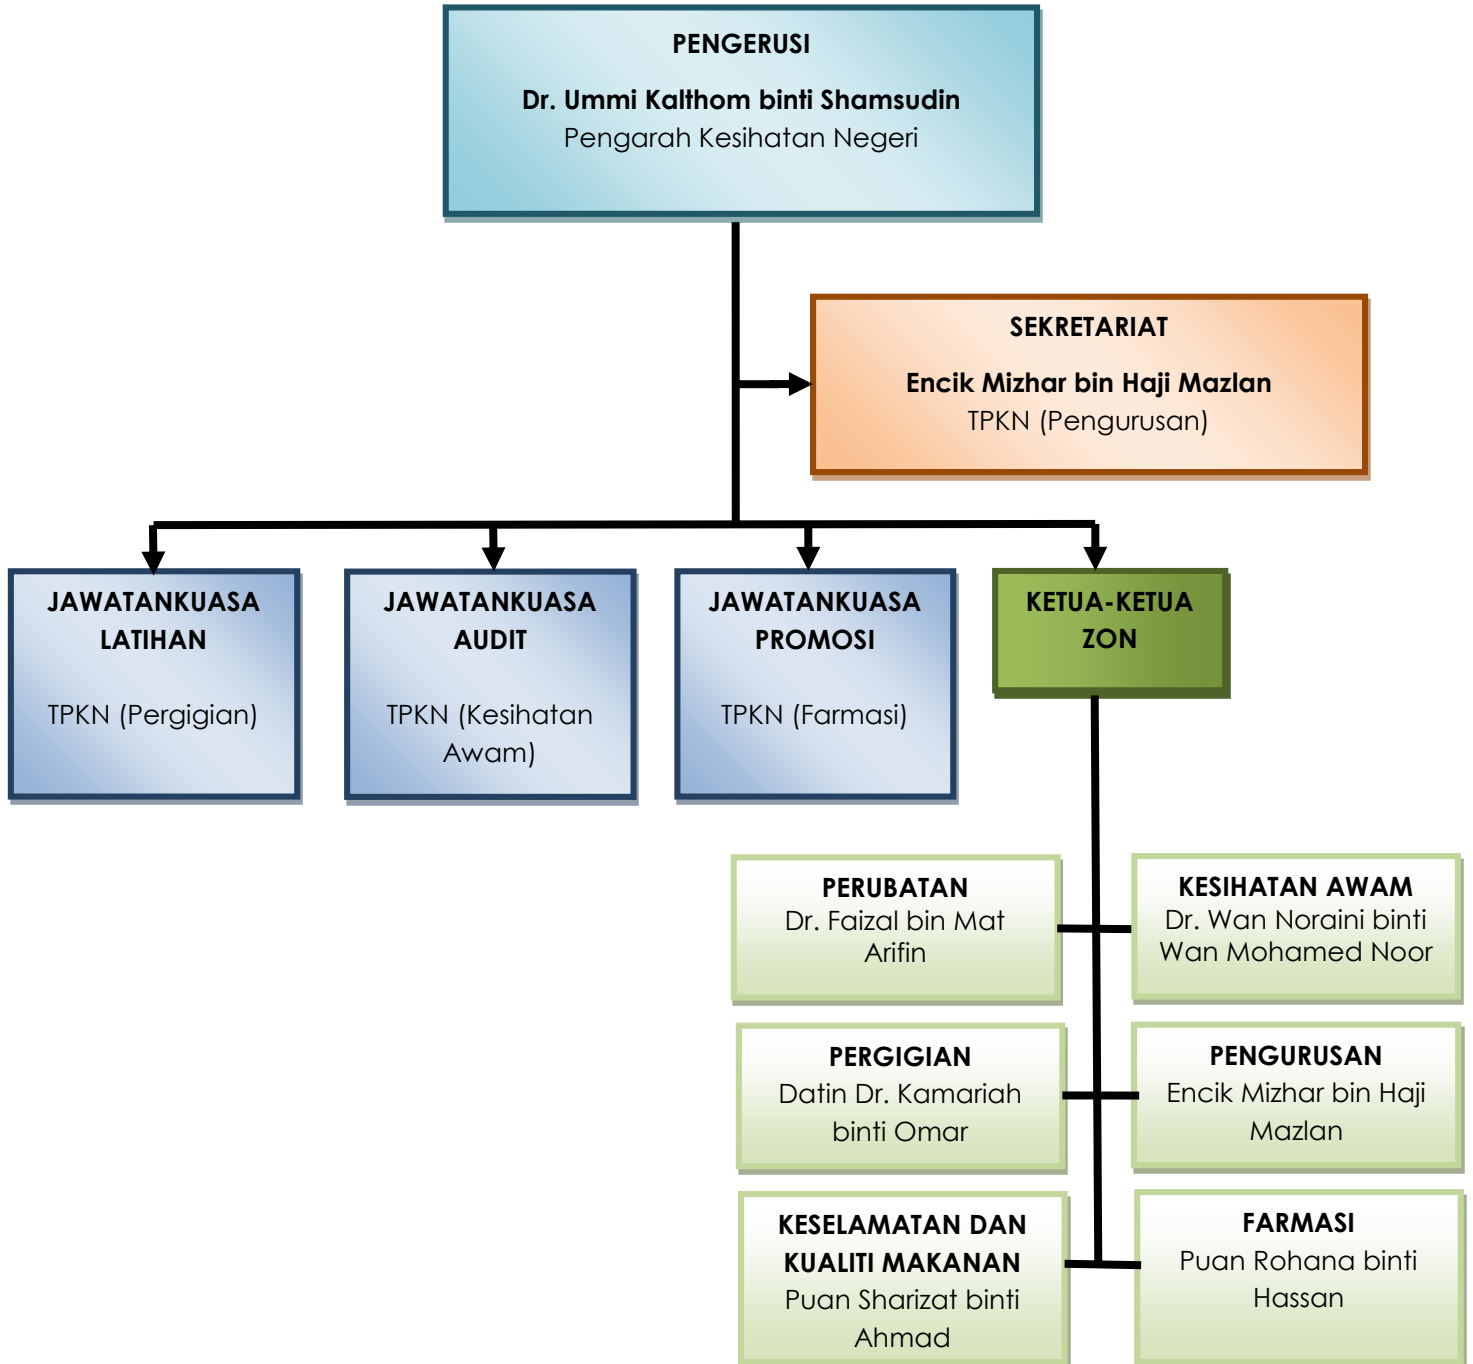 PENGERUSI
Dr. Ummi Kalthom binti Shamsudin
Pengarah Kesihatan Negeri
SEKRETARIAT
Encik Mizhar bin Haji Mazlan
TPKN (Pengurusan)
JAWATANKUASA
LATIHAN
TPKN (Pergigian)
JAWATANKUASA
AUDIT
TPKN (Kesihatan
Awam)
JAWATANKUASA
PROMOSI
TPKN (Farmasi)
KETUA-KETUA
ZON
PERUBATAN
Dr. Faizal bin Mat
Arifin
KESIHATAN AWAM
Dr. Wan Noraini binti
Wan Mohamed Noor
PERGIGIAN
Datin Dr. Kamariah
binti Omar
PENGURUSAN
Encik Mizhar bin Haji
Mazlan
KESELAMATAN DAN
KUALITI MAKANAN
Puan Sharizat binti
Ahmad
FARMASI
Puan Rohana binti
Hassan